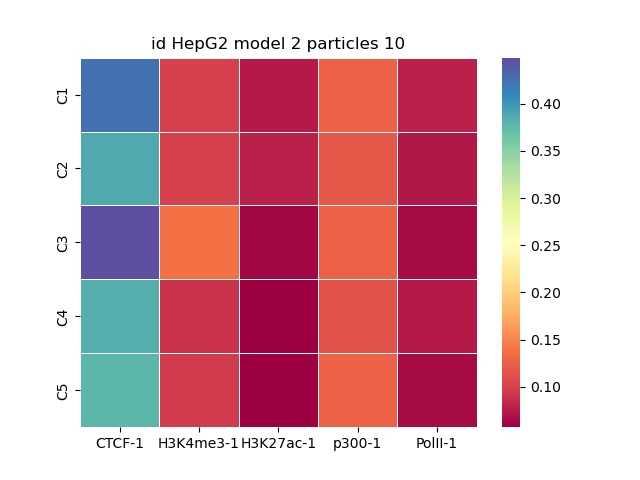 id HepG2 model 2 particles 10
C1
C2
C3
C4
C5
CTCF-1 H3K4me3-1 H3K27ac-1 p300-1 PolII-1
0.40
0.35
0.30
0.25
0.20
0.15
0.10